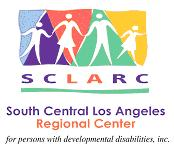 SCLARC
South Central Los Angeles
Regional Center
for persons with developmental disabilities, inc.